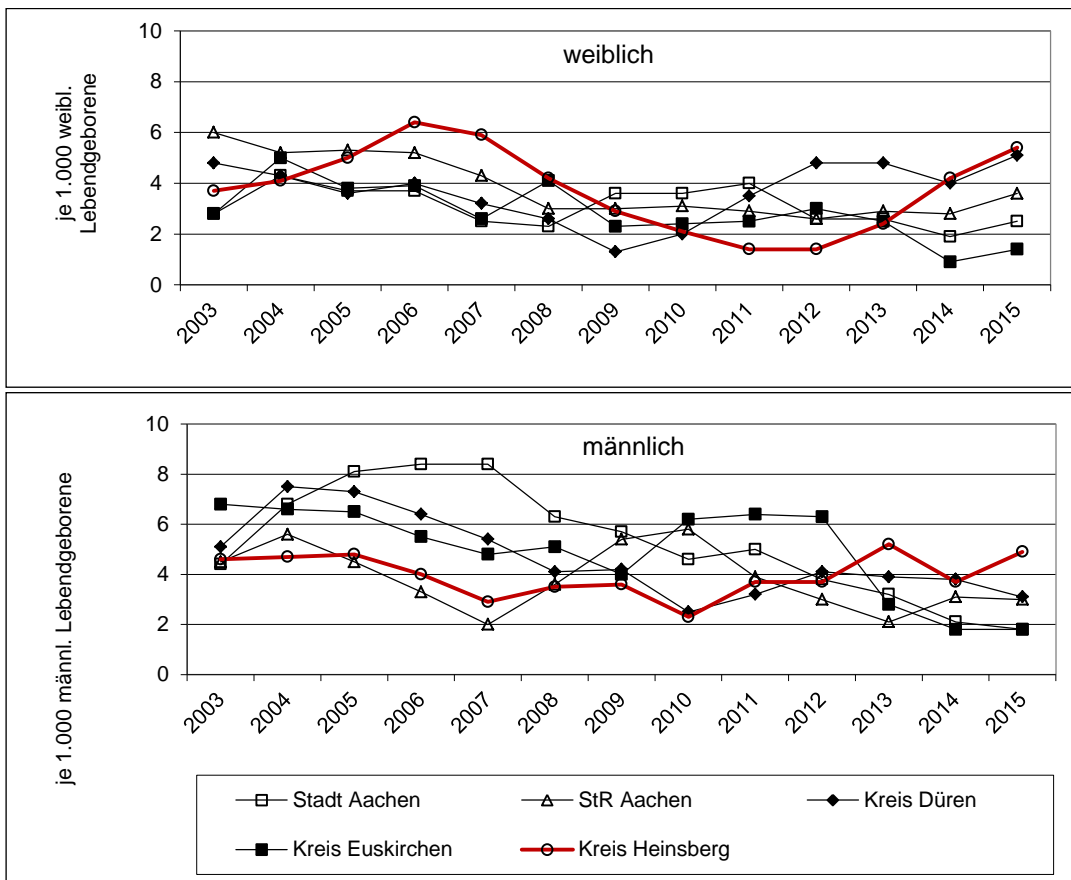 weiblich
je 1.000 weibl.
Lebendgeborene
10
8
6
4
2
0
2003 2004 2005 2006 2007 2008 2009 2010 2011 2012 2013 2014 2015
männlich
je 1.000 männl. Lebendgeborene
10
8
6
4
2
0
2003 2004 2005 2006 2007 2008 2009 2010 2011 2012 2013 2014 2015
Stadt Aachen StR Aachen Kreis Düren
Kreis Euskirchen Kreis Heinsberg